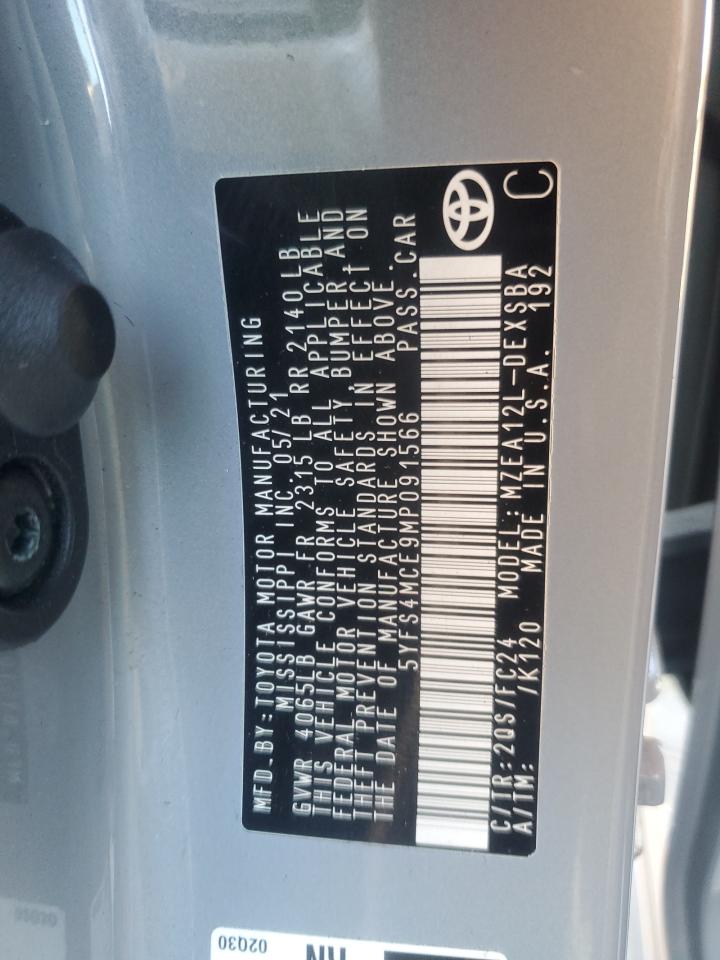 MFD.BY:TOYOTA MOTOR MANUFACTURING
MISSISSIPPI INC. 05/21
GVWR 4065LB GAWR FR 2315 LB RR 2140 LB
THIS VEHICLE CONFORMS TO ALL APPLICABLE
FEDERAL MOTOR VEHICLE SAFETY,BUMPER AND
THEFT PREVENTION STANDARDS IN EFFECT ON
THE DATE OF MANUFACTURE SHOWN ABOVE.
5YFS4MCE9MP091566 PASS.CAR
C/TR:2QS/FC24 MODEL:MZEA12L-DEXSBA
A/TM: /K120 MADE IN U.S.A. 192
C
02Q30